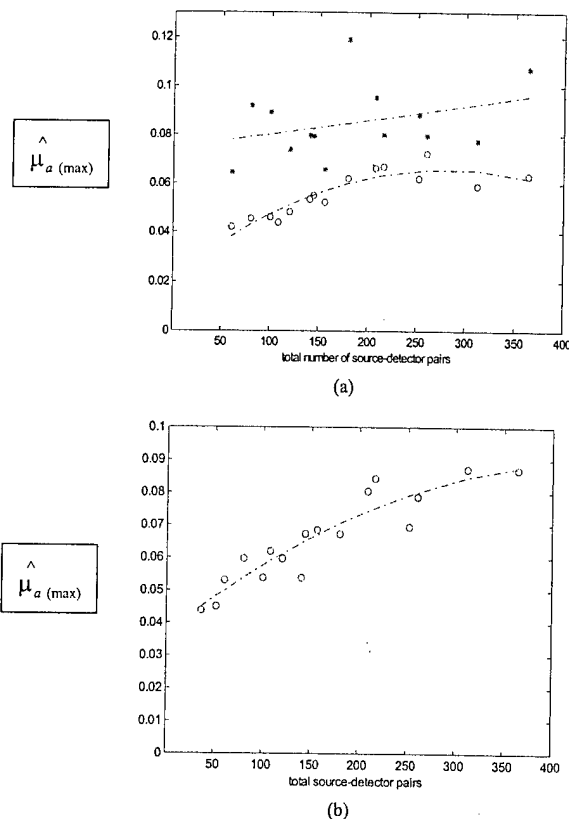 0.12
0.1
0.08
0.06
0.04
0.02
0
μ̂ a (max)
50 100 150 200 250 300 350 400
total number of source-detector pairs
(a)
0.1
0.09
0.08
0.07
0.06
0.05
0.04
0.03
0.02
0.01
0
μ̂ a (max)
50 100 150 200 250 300 350 400
total source-detector pairs
(b)